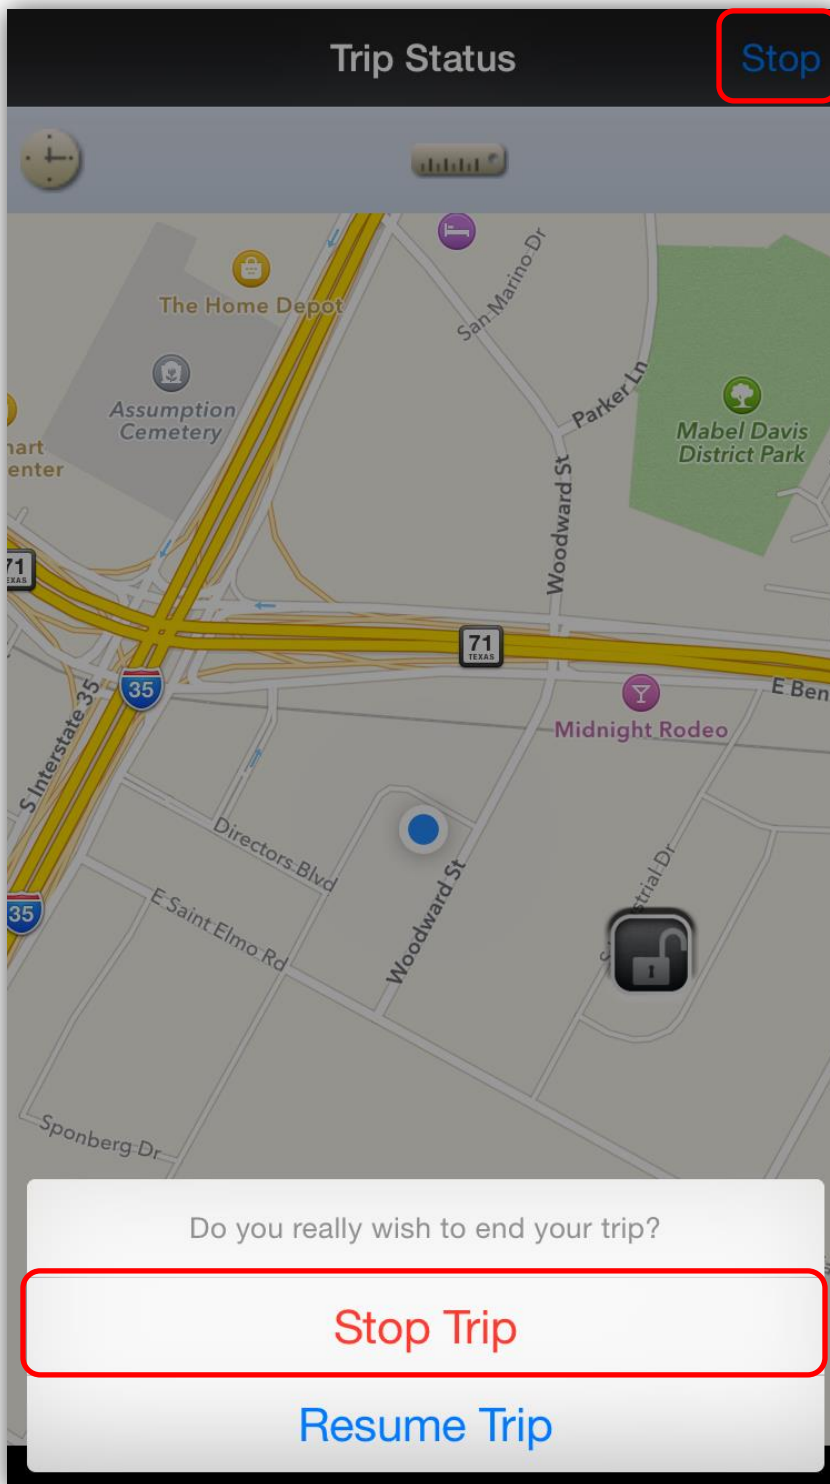 Trip Status
Stop
San Marino Dr
The Home Depot
Parker Ln
Assumption
Cemetery
Mabel Davis
District Park
enter
Woodward St
71
TEXAS
71
TEXAS
35
S Interstate 35
E Ben
Midnight Rodeo
Directors Blvd
Woodward St
35
E Saint Elmo Rd
Sponberg Dr
Do you really wish to end your trip?
Stop Trip
Resume Trip